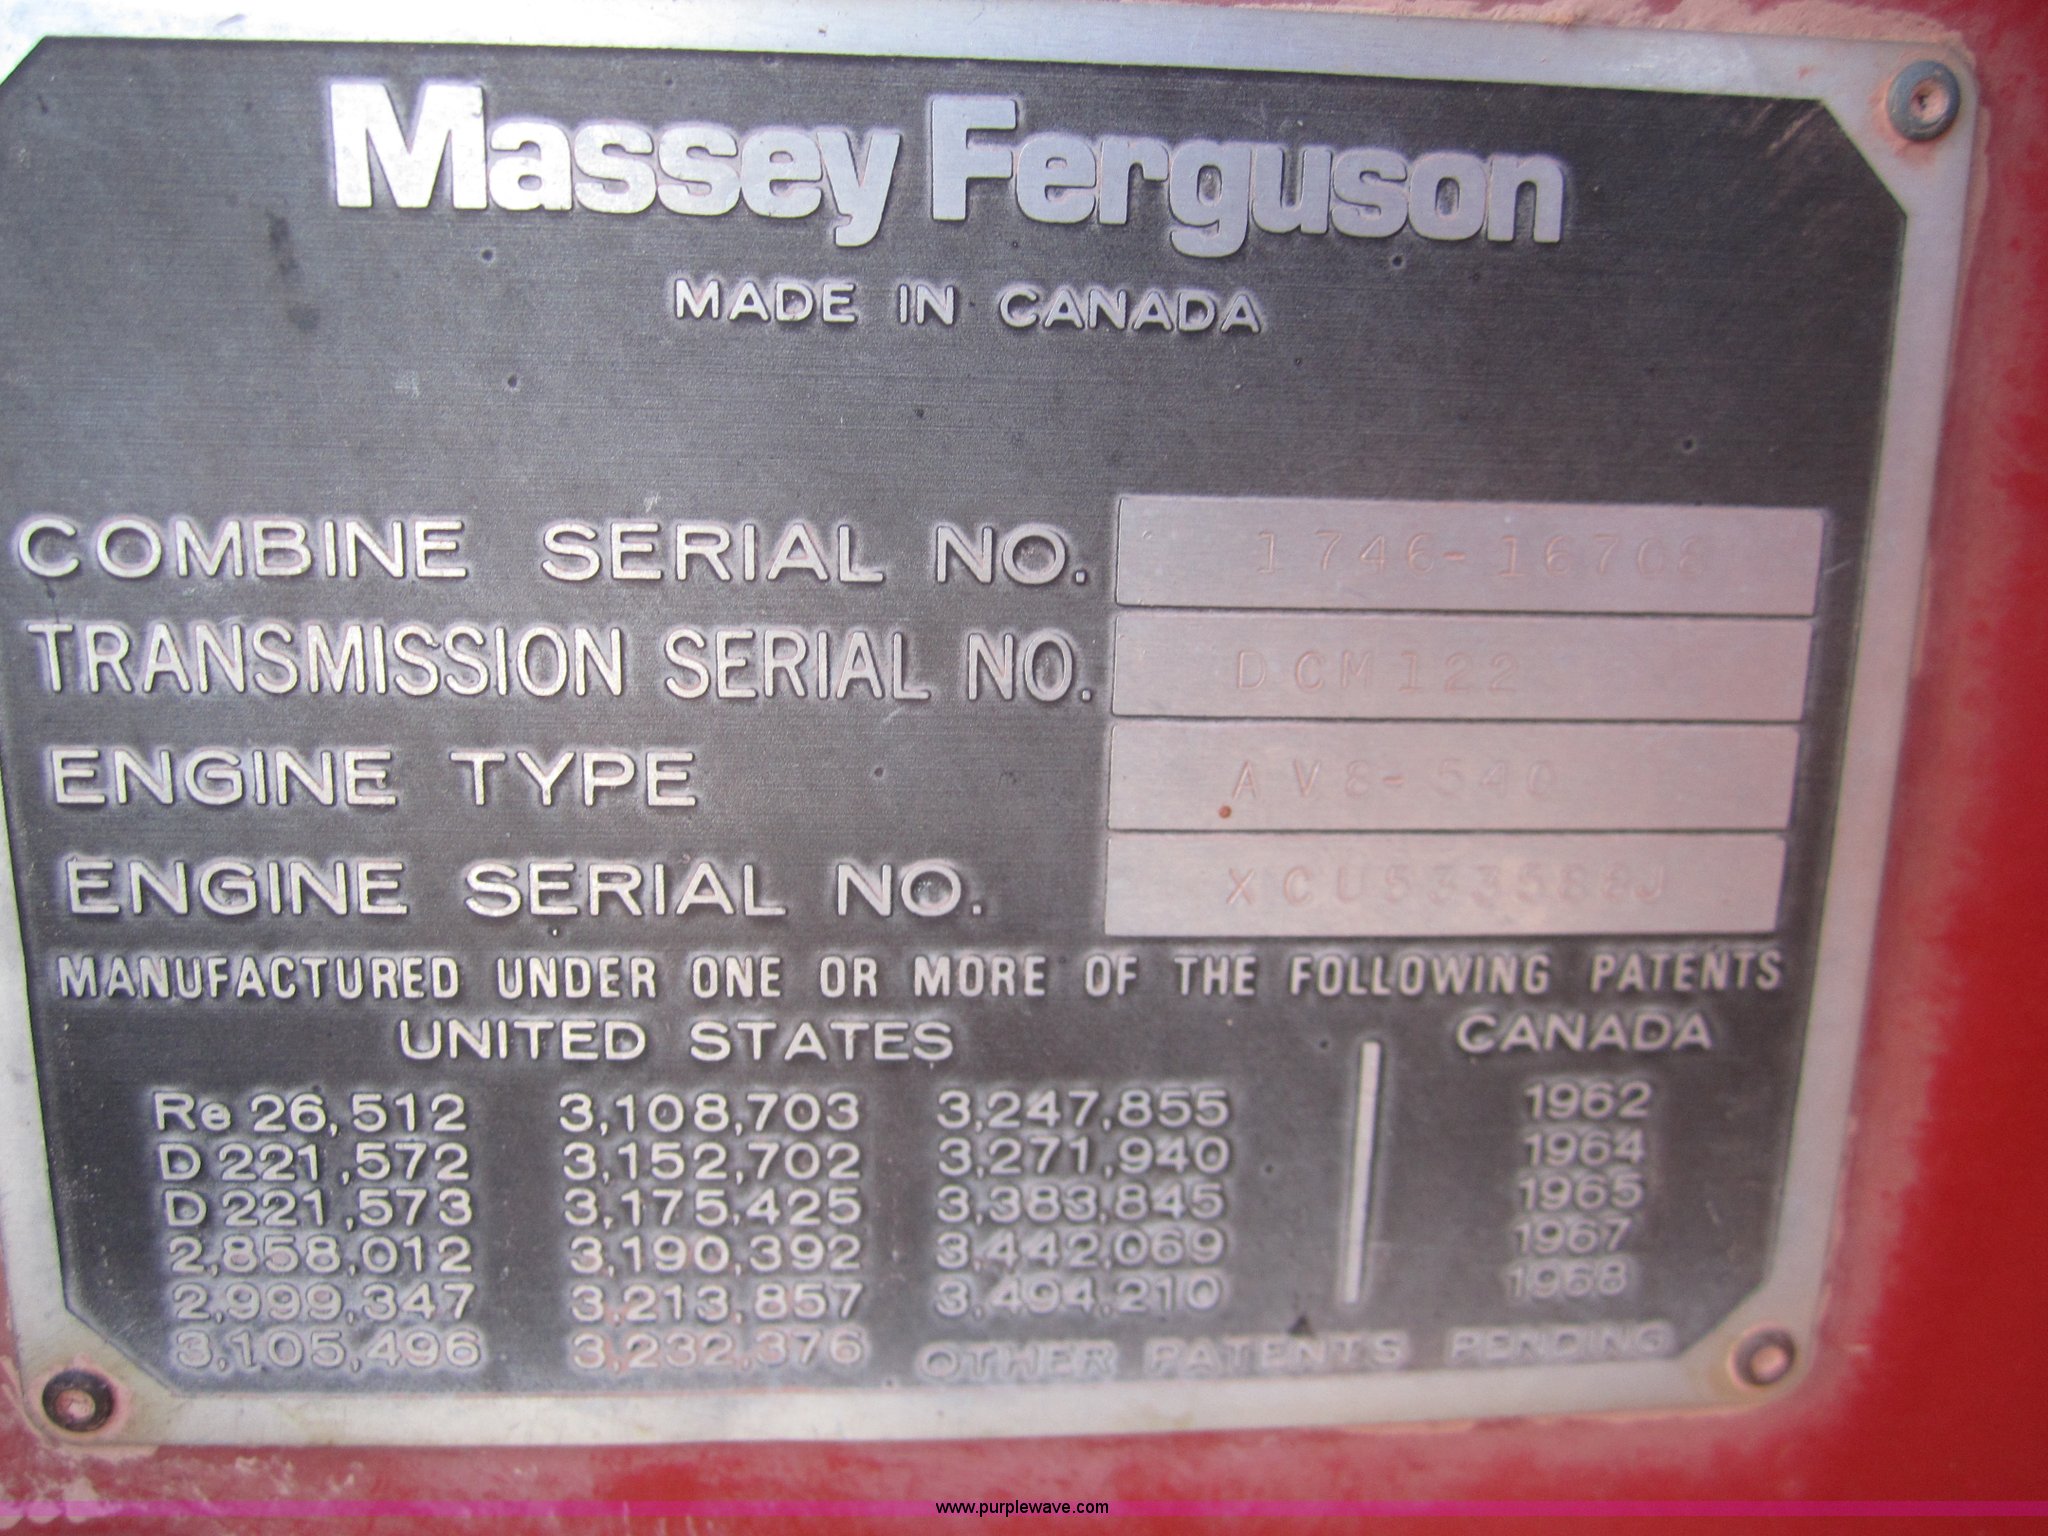 Massey Ferguson
MADE IN CANADA
COMBINE SERIAL NO. 1746-16708
TRANSMISSION SERIAL NO. DCM122
ENGINE TYPE AV8-540
ENGINE SERIAL NO.
MANUFACTURED UNDER ONE OR MORE OF THE FOLLOWING PATENTS
UNITED STATES CANADA
Re 26,512 3,108,703 3,247,855 1962
D 221,572 3,152,702 3,271,940 1964
D 221,573 3,175,425 3,383,845 1965
2,858,012 3,190,392 3,442,069 1967
2,999,347 3,213,857 3,494,210 1968
3,105,496 3,232,376 OTHER PATENTS PENDING
www.purplewave.com